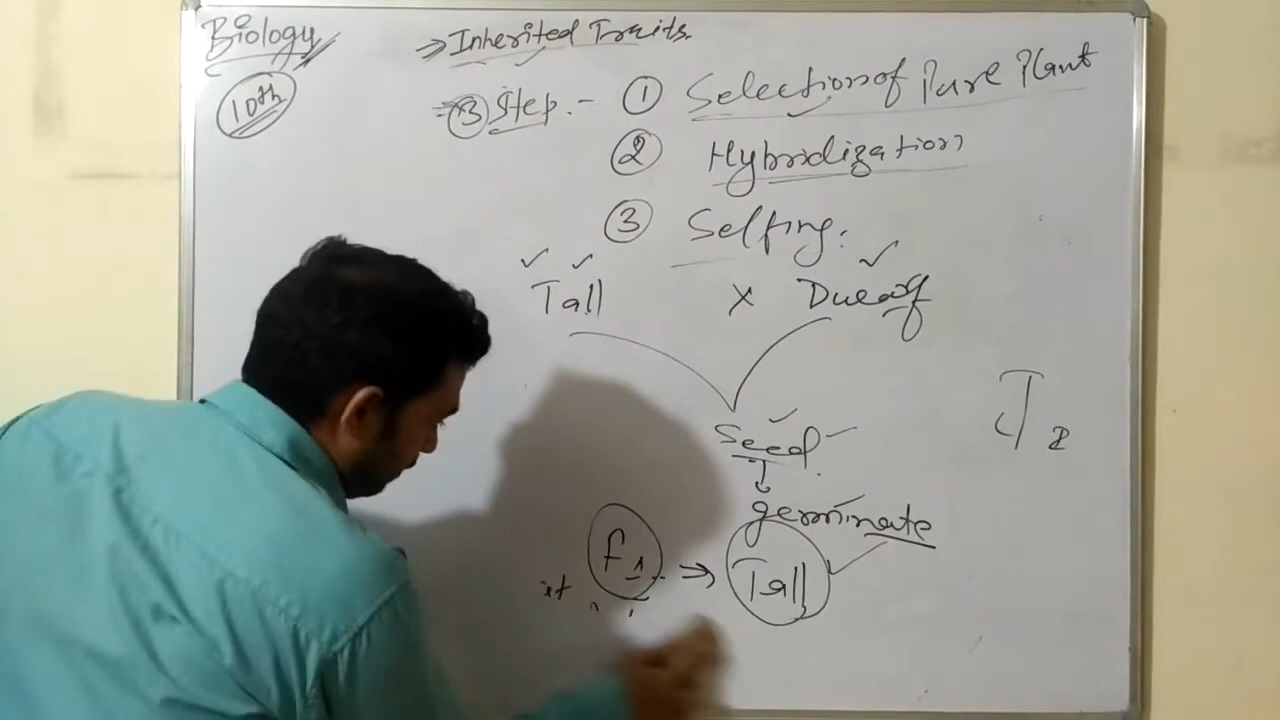 Biology
10th
⇒ Inherited Traits.
⇒ ③ Step :- ① Selection of Pure Plant
② Hybridization
③ Selfing.
Tall x Dwarf
Seed
germinate
F1 → Tall